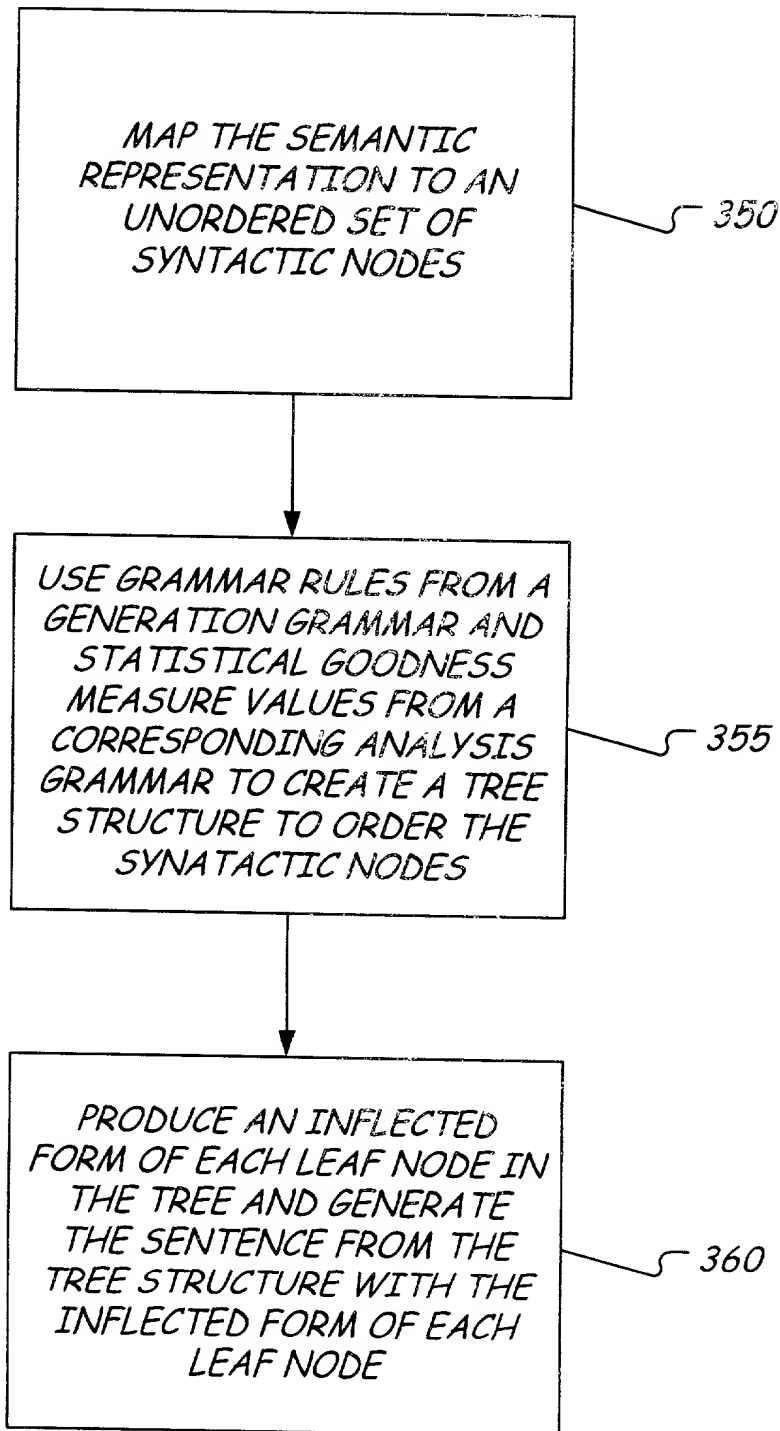 MAP THE SEMANTIC
REPRESENTATION TO AN
UNORDERED SET OF
SYNTACTIC NODES
350
USE GRAMMAR RULES FROM A
GENERATION GRAMMAR AND
STATISTICAL GOODNESS
MEASURE VALUES FROM A
CORRESPONDING ANALYSIS
GRAMMAR TO CREATE A TREE
STRUCTURE TO ORDER THE
SYNATACTIC NODES
355
PRODUCE AN INFLECTED
FORM OF EACH LEAF NODE IN
THE TREE AND GENERATE
THE SENTENCE FROM THE
TREE STRUCTURE WITH THE
INFLECTED FORM OF EACH
LEAF NODE
360